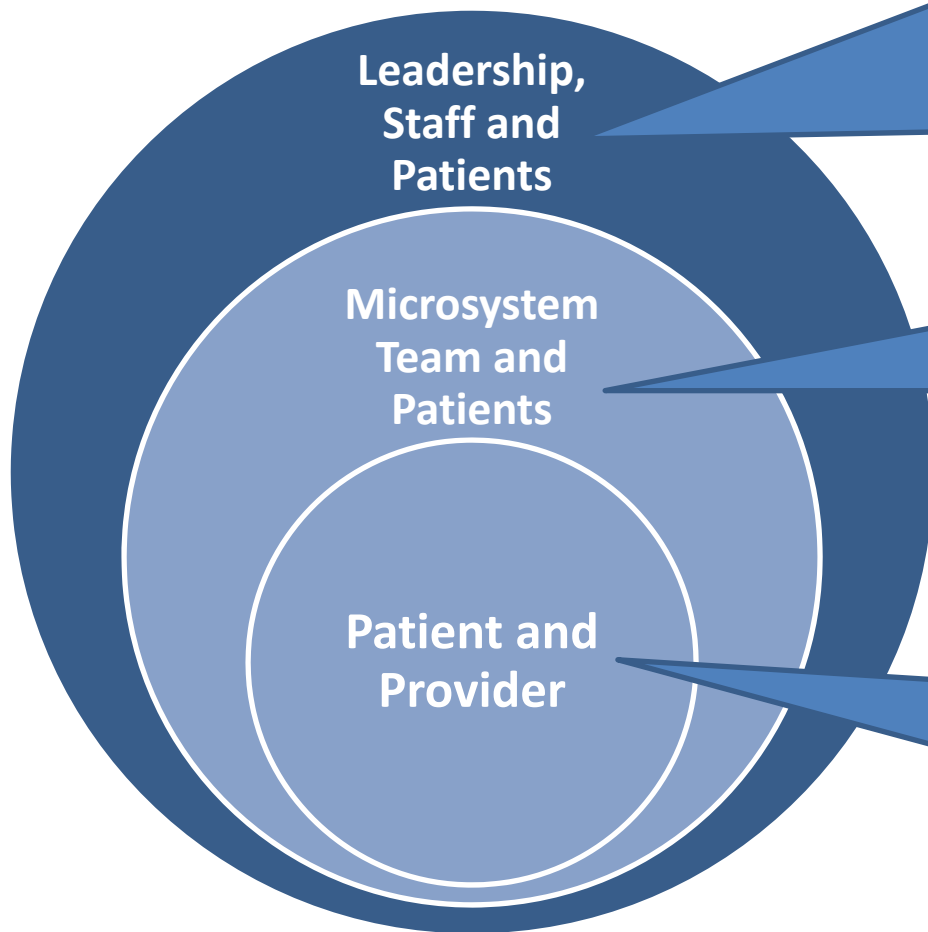 Leadership,
Staff and
Patients
Microsystem
Team and
Patients
Patient and
Provider